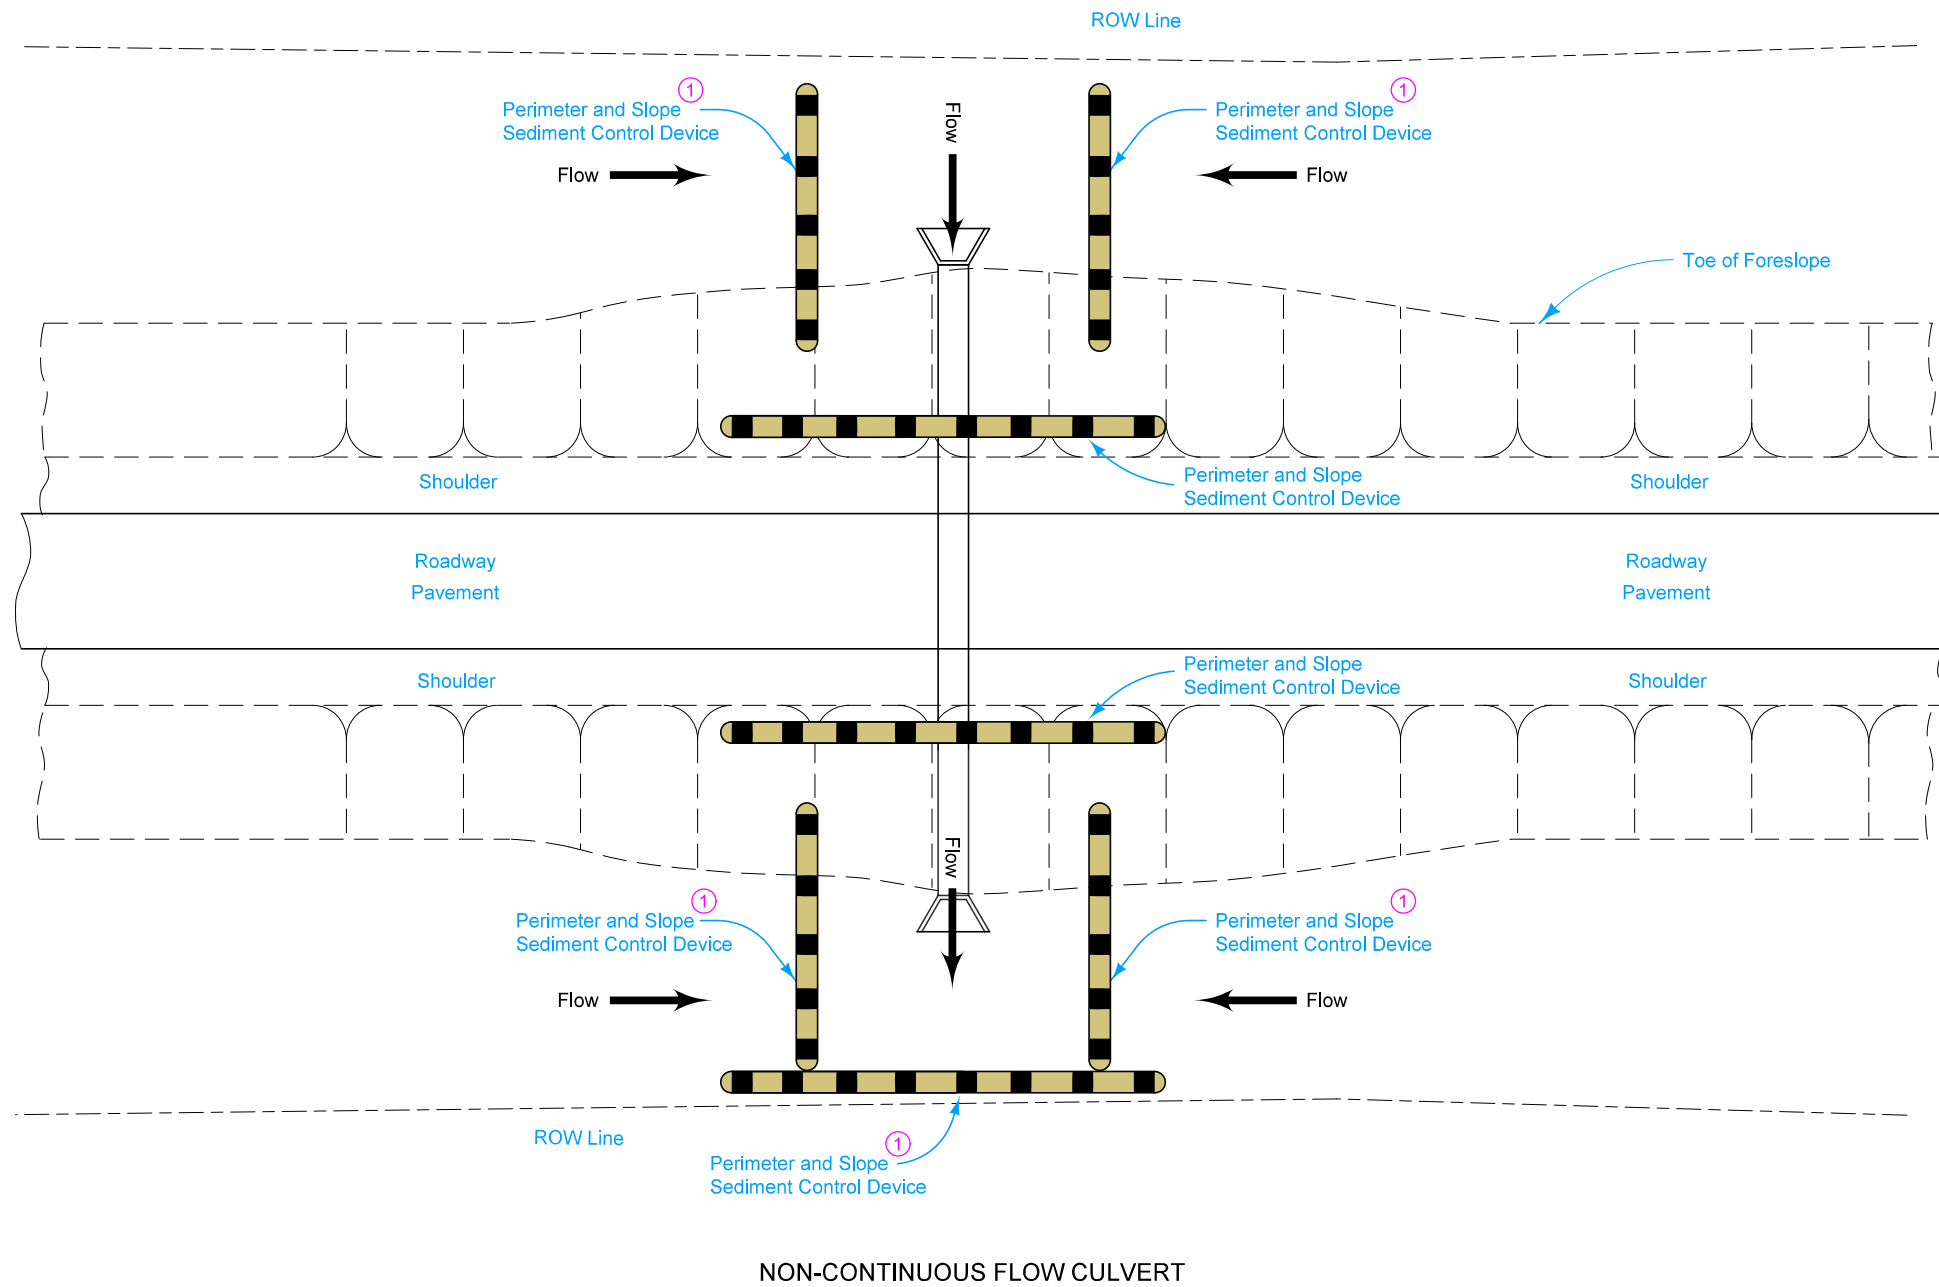 ROW Line
①
Perimeter and Slope
Sediment Control Device
Flow
①
Perimeter and Slope
Sediment Control Device
Flow
Flow
Toe of Foreslope
Shoulder
Perimeter and Slope
Sediment Control Device
Shoulder
Roadway
Pavement
Roadway
Pavement
Shoulder
Perimeter and Slope
Sediment Control Device
Shoulder
Flow
①
Perimeter and Slope
Sediment Control Device
①
Perimeter and Slope
Sediment Control Device
Flow
Flow
ROW Line
①
Perimeter and Slope
Sediment Control Device
NON-CONTINUOUS FLOW CULVERT